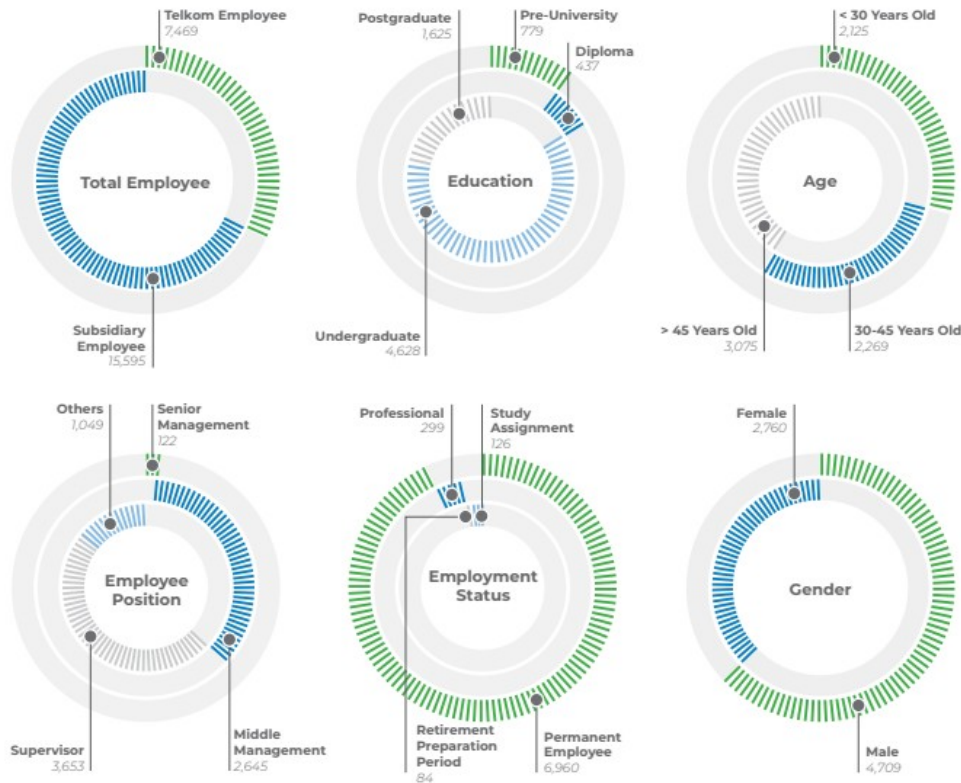 Telkom Employee
7,469
Total Employee
Subsidiary
Employee
15,595
Postgraduate
1,625
Pre-University
779
Diploma
437
Education
Undergraduate
4,628
< 30 Years Old
2,125
Age
> 45 Years Old
3,075
30-45 Years Old
2,269
Others
1,049
Senior
Management
122
Employee
Position
Supervisor
3,653
Middle
Management
2,645
Professional
299
Study
Assignment
126
Employment
Status
Retirement
Preparation
Period
84
Permanent
Employee
6,960
Female
2,760
Gender
Male
4,709